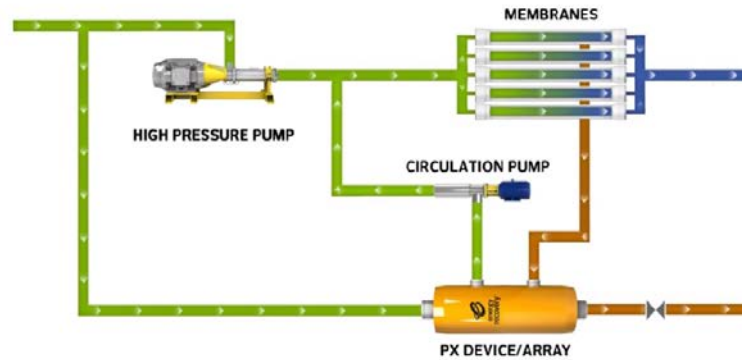 MEMBRANES
HIGH PRESSURE PUMP
CIRCULATION PUMP
PX DEVICE/ARRAY